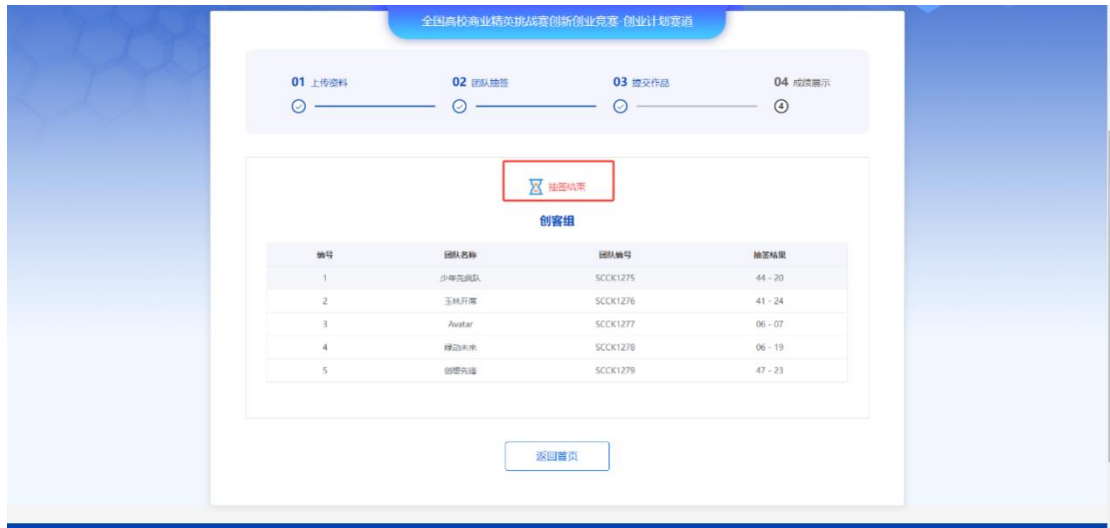 全国高校商业精英挑战赛创新创业竞赛-创业计划赛道
01 上传资料 02 团队抽签 03 提交作品 04 成绩展示
4
抽签结束
创客组
编号 团队名称 团队编号 抽签结果
1 少年先疯队 SCCK1275 44 - 20
2 玉林开席 SCCK1276 41 - 24
3 Avatar SCCK1277 06 - 07
4 绿动未来 SCCK1278 06 - 19
5 创想先锋 SCCK1279 47 - 23
返回首页